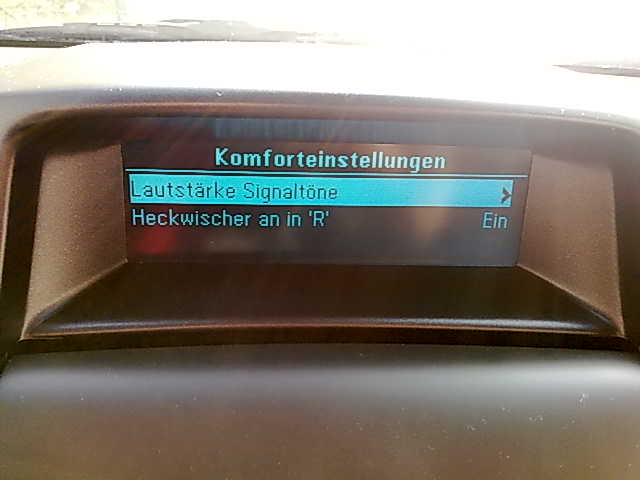 Komforteinstellungen
Lautstärke Signaltöne
Heckwischer an in 'R' Ein